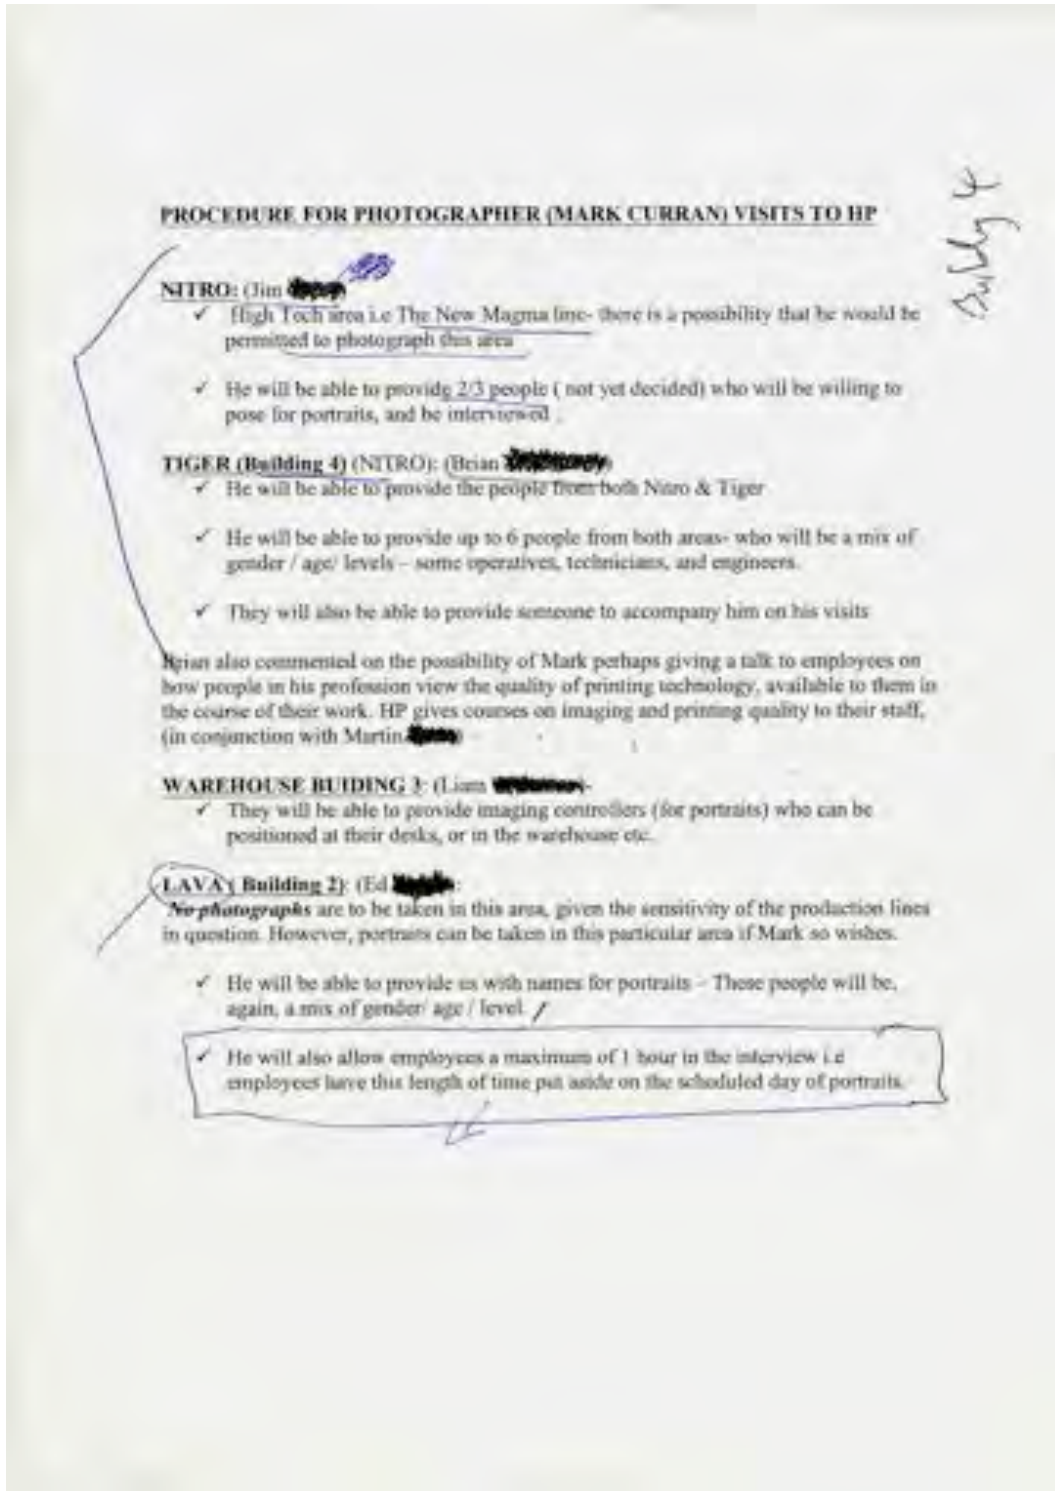 PROCEDURE FOR PHOTOGRAPHER (MARK CURRAN) VISITS TO HP
Buildg 4
NITRO: (Jim
✓ High Tech area i.e The New Magma line- there is a possibility that he would be
permitted to photograph this area
✓ He will be able to provide 2/3 people ( not yet decided) who will be willing to
pose for portraits, and be interviewed .
TIGER (Building 4) (NITRO): (Brian )
✓ He will be able to provide the people from both Nitro & Tiger
✓ He will be able to provide up to 6 people from both areas- who will be a mix of
gender / age/ levels – some operatives, technicians, and engineers.
✓ They will also be able to provide someone to accompany him on his visits
Brian also commented on the possibility of Mark perhaps giving a talk to employees on
how people in his profession view the quality of printing technology, available to them in
the course of their work. HP gives courses on imaging and printing quality to their staff,
(in conjunction with Martin )
WAREHOUSE BUIDING 3: (Liam )-
✓ They will be able to provide imaging controllers (for portraits) who can be
positioned at their desks, or in the warehouse etc.
LAVA ( Building 2): (Ed :
No photographs are to be taken in this area, given the sensitivity of the production lines
in question. However, portraits can be taken in this particular area if Mark so wishes.
✓ He will be able to provide us with names for portraits – These people will be,
again, a mix of gender/ age / level
✓ He will also allow employees a maximum of 1 hour in the interview i.e
employees have this length of time put aside on the scheduled day of portraits.